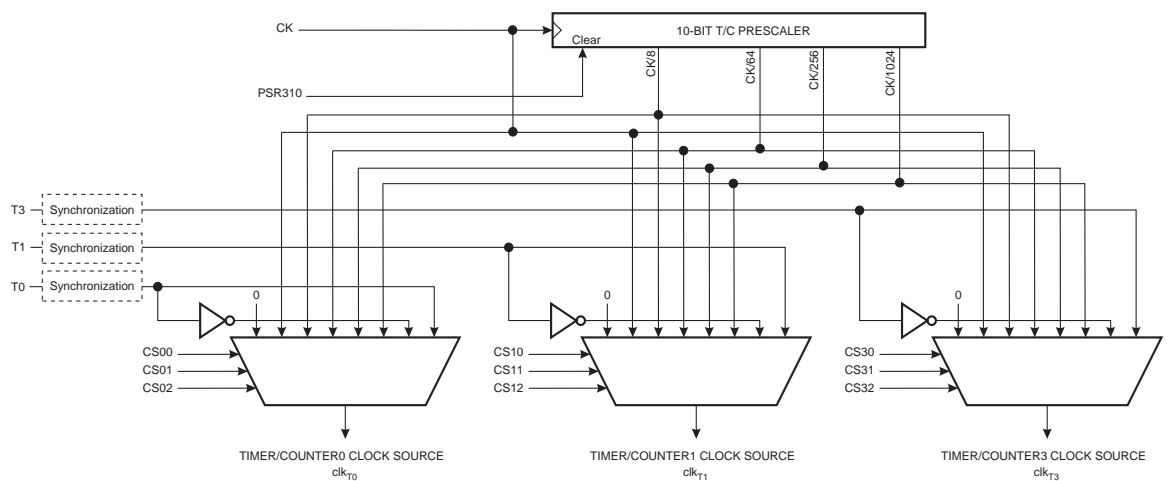 CK
10-BIT T/C PRESCALER
Clear
CK/8
CK/64
CK/256
CK/1024
PSR310
T3
Synchronization
T1
Synchronization
T0
Synchronization
0
0
0
CS00
CS01
CS02
CS10
CS11
CS12
CS30
CS31
CS32
TIMER/COUNTER0 CLOCK SOURCE
clkT0
TIMER/COUNTER1 CLOCK SOURCE
clkT1
TIMER/COUNTER3 CLOCK SOURCE
clkT3